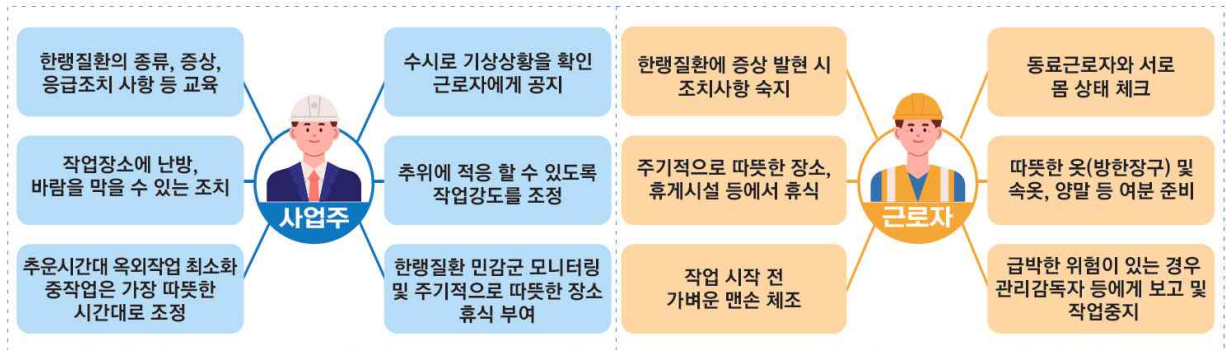 한랭질환의 종류, 증상,
응급조치 사항 등 교육
수시로 기상상황을 확인
근로자에게 공지
작업장소에 난방,
바람을 막을 수 있는 조치
추위에 적응 할 수 있도록
작업강도를 조정
추운시간대 옥외작업 최소화
중작업은 가장 따뜻한
시간대로 조정
한랭질환 민감군 모니터링
및 주기적으로 따뜻한 장소
휴식 부여
사업주
한랭질환에 증상 발현 시
조치사항 숙지
동료근로자와 서로
몸 상태 체크
주기적으로 따뜻한 장소,
휴게시설 등에서 휴식
따뜻한 옷(방한장구) 및
속옷, 양말 등 여분 준비
작업 시작 전
가벼운 맨손 체조
급박한 위험이 있는 경우
관리감독자 등에게 보고 및
작업중지
근로자